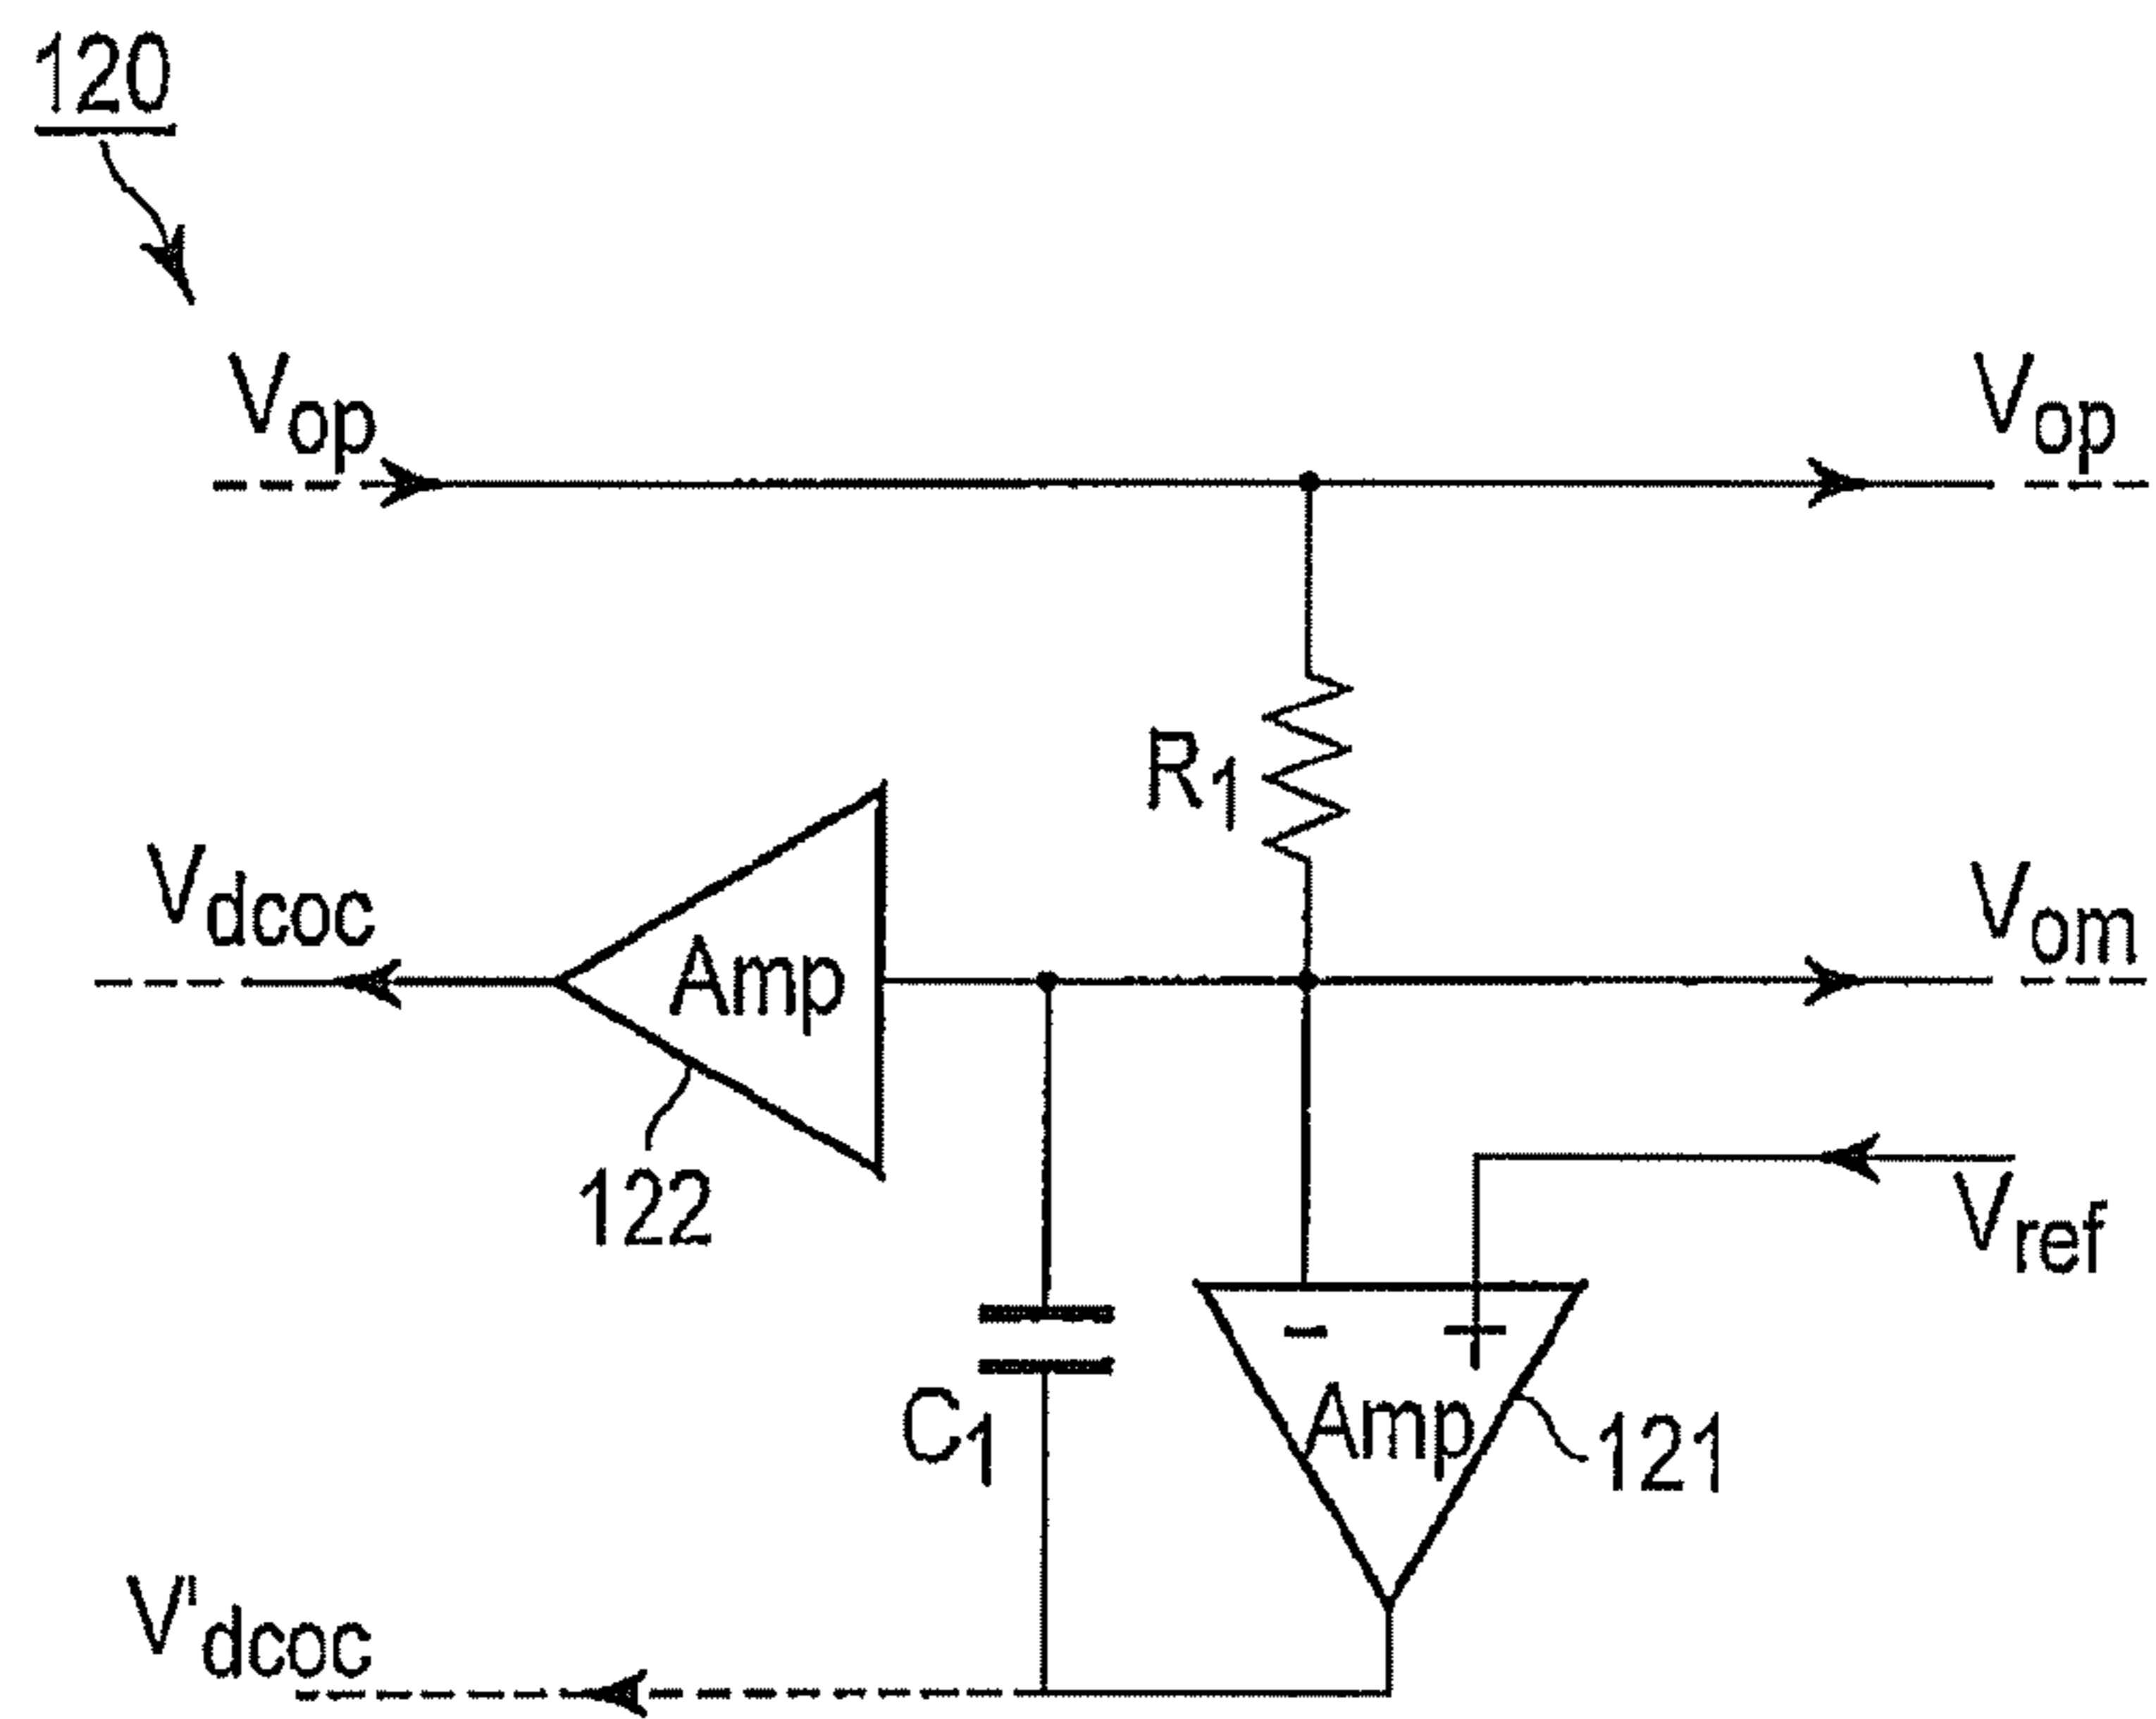 120
Vop
Vop
R1
Vdcoc
Amp
Vom
122
Vref
- +
C1
Amp
121
V'dcoc